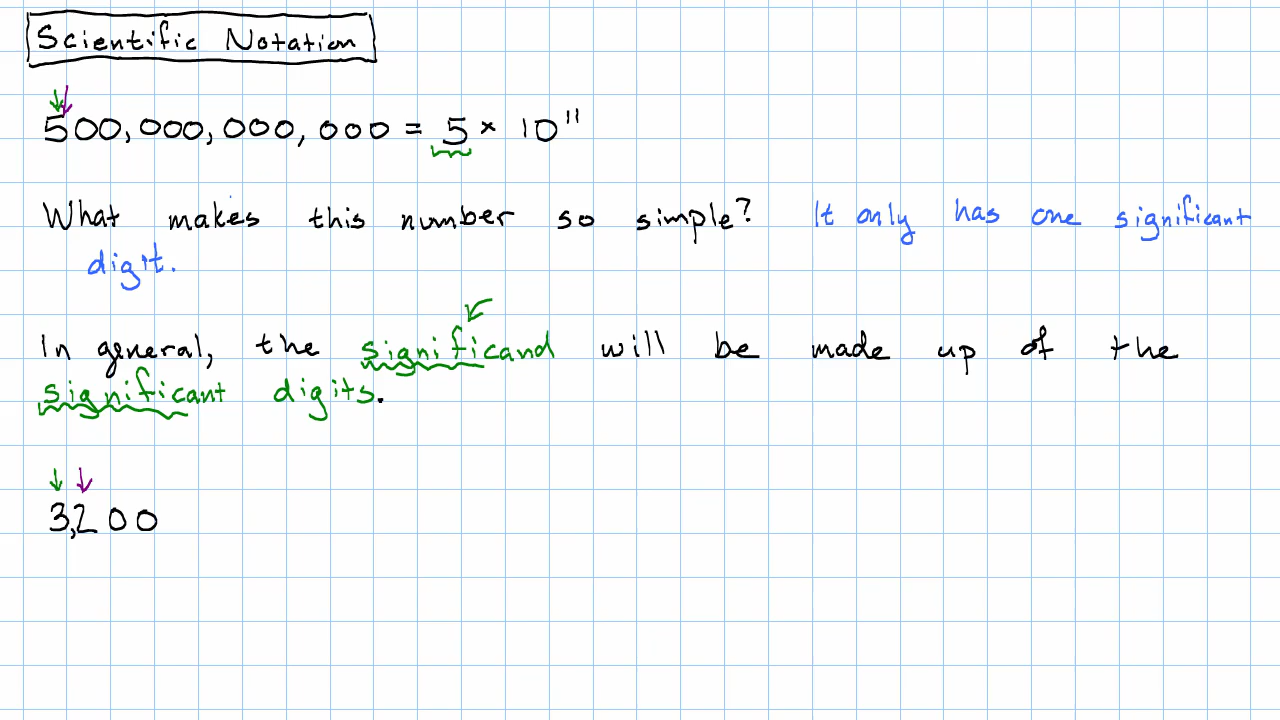 Scientific Notation
500,000,000,000 = 5 × 10¹¹
What makes this number so simple? It only has one significant
digit.
In general, the significand will be made up of the
significant digits.
3,200